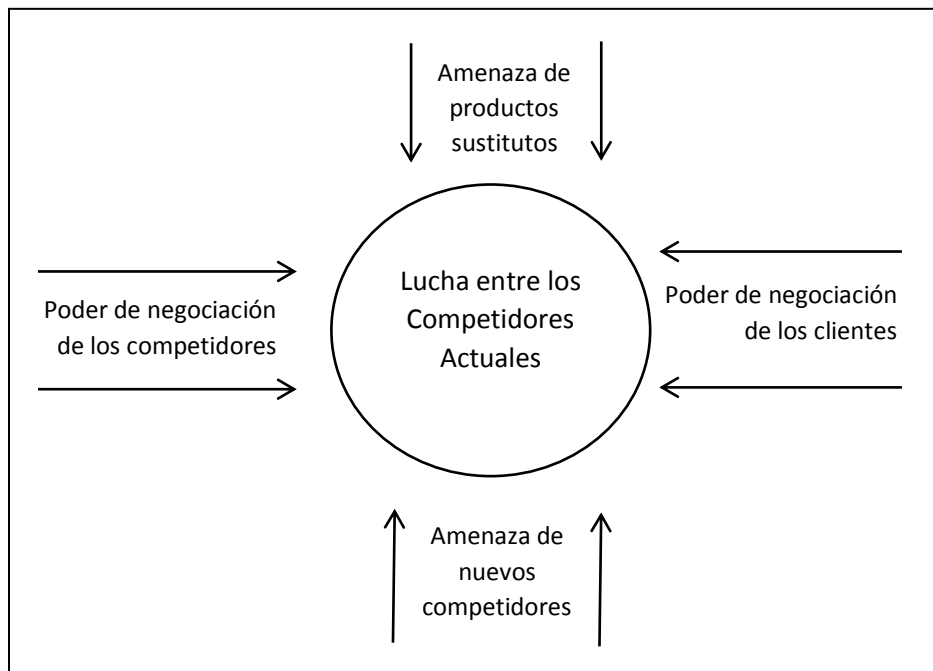 Amenaza de
productos
sustitutos
Lucha entre los
Competidores
Actuales
Poder de negociación
de los competidores
Poder de negociación
de los clientes
Amenaza de
nuevos
competidores